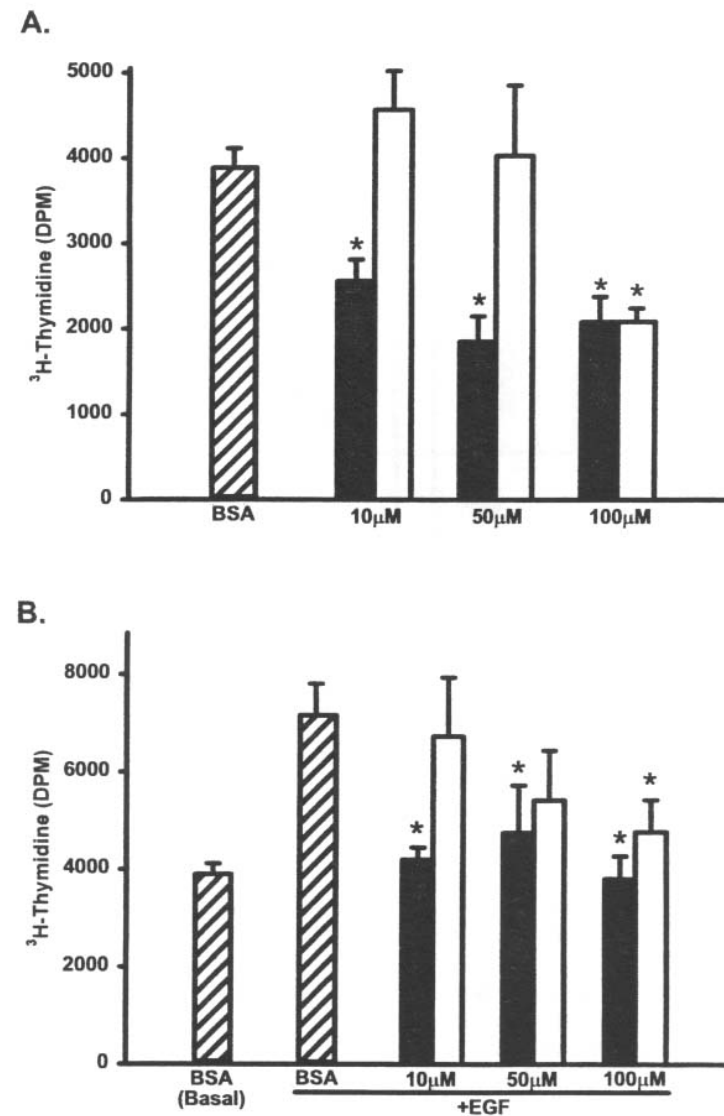 A.
5000
4000
3000
2000
1000
0
³H-Thymidine (DPM)
*
*
* *
BSA 10µM 50µM 100µM
B.
8000
6000
4000
2000
0
³H-Thymidine (DPM)
*
*
*
*
BSA (Basal) BSA 10µM 50µM 100µM
+EGF